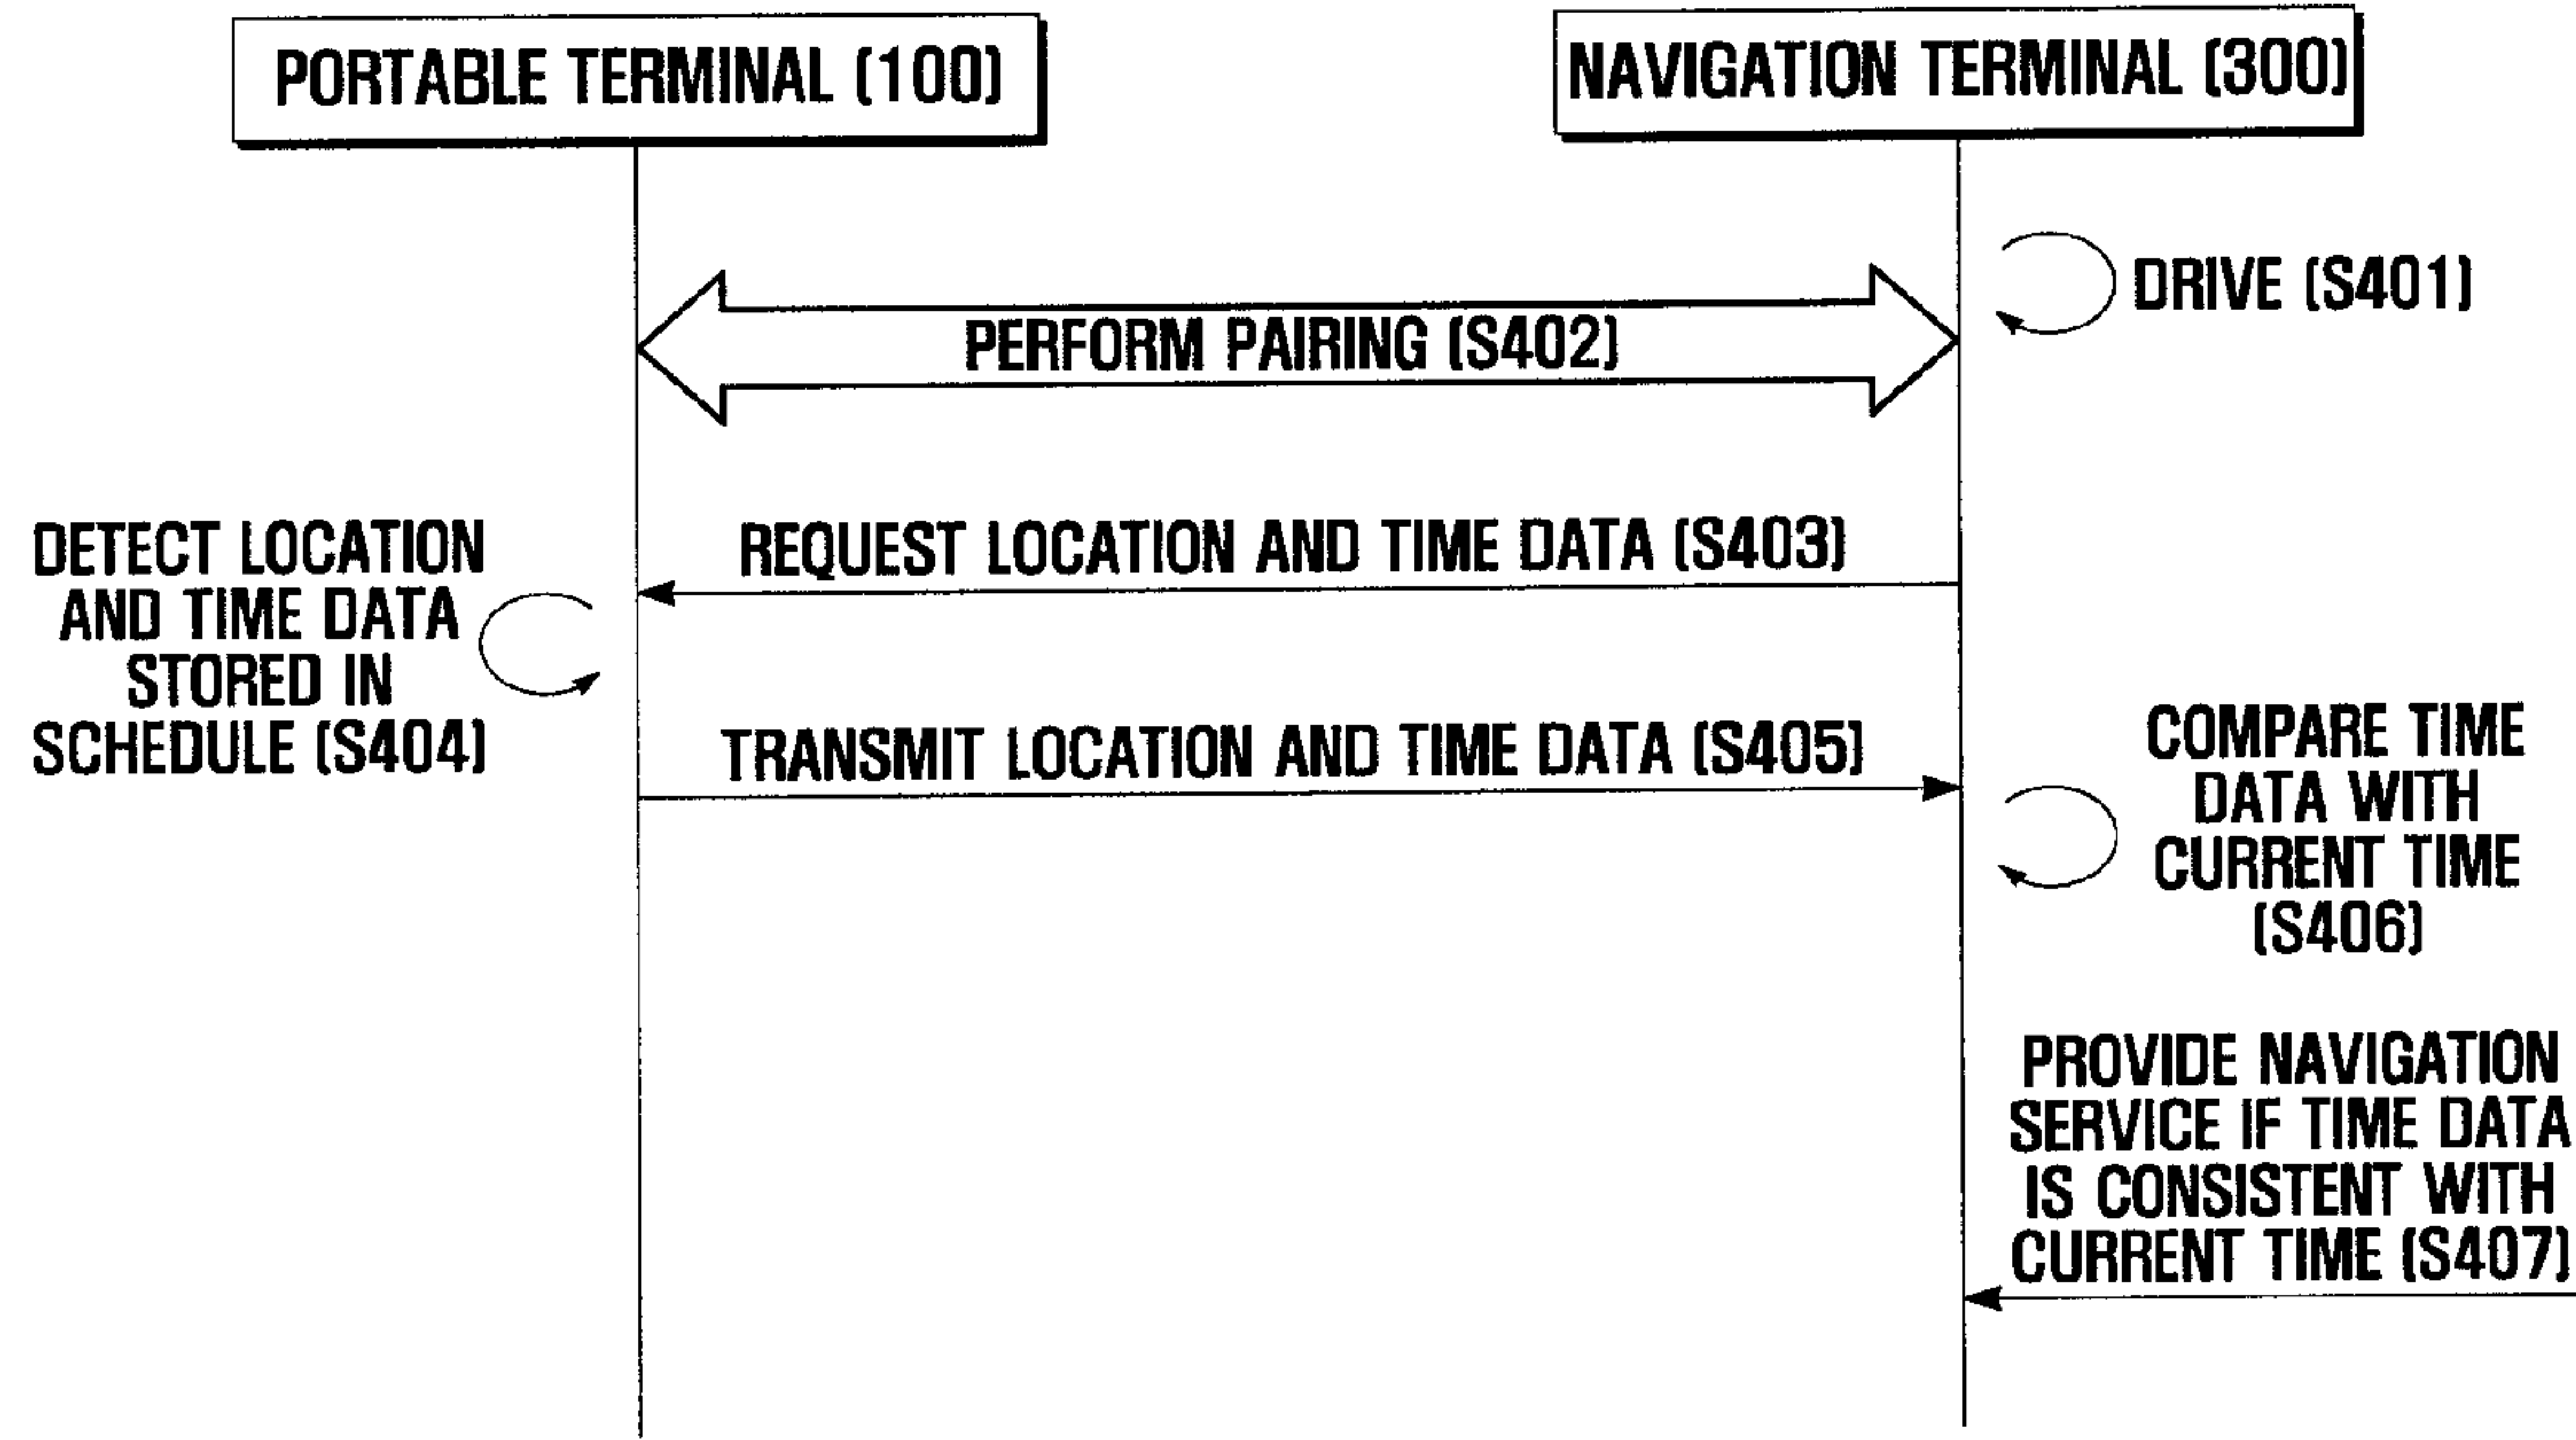 PORTABLE TERMINAL (100)
NAVIGATION TERMINAL (300)
DRIVE (S401)
PERFORM PAIRING (S402)
REQUEST LOCATION AND TIME DATA (S403)
DETECT LOCATION
AND TIME DATA
STORED IN
SCHEDULE (S404)
TRANSMIT LOCATION AND TIME DATA (S405)
COMPARE TIME
DATA WITH
CURRENT TIME
(S406)
PROVIDE NAVIGATION
SERVICE IF TIME DATA
IS CONSISTENT WITH
CURRENT TIME (S407)